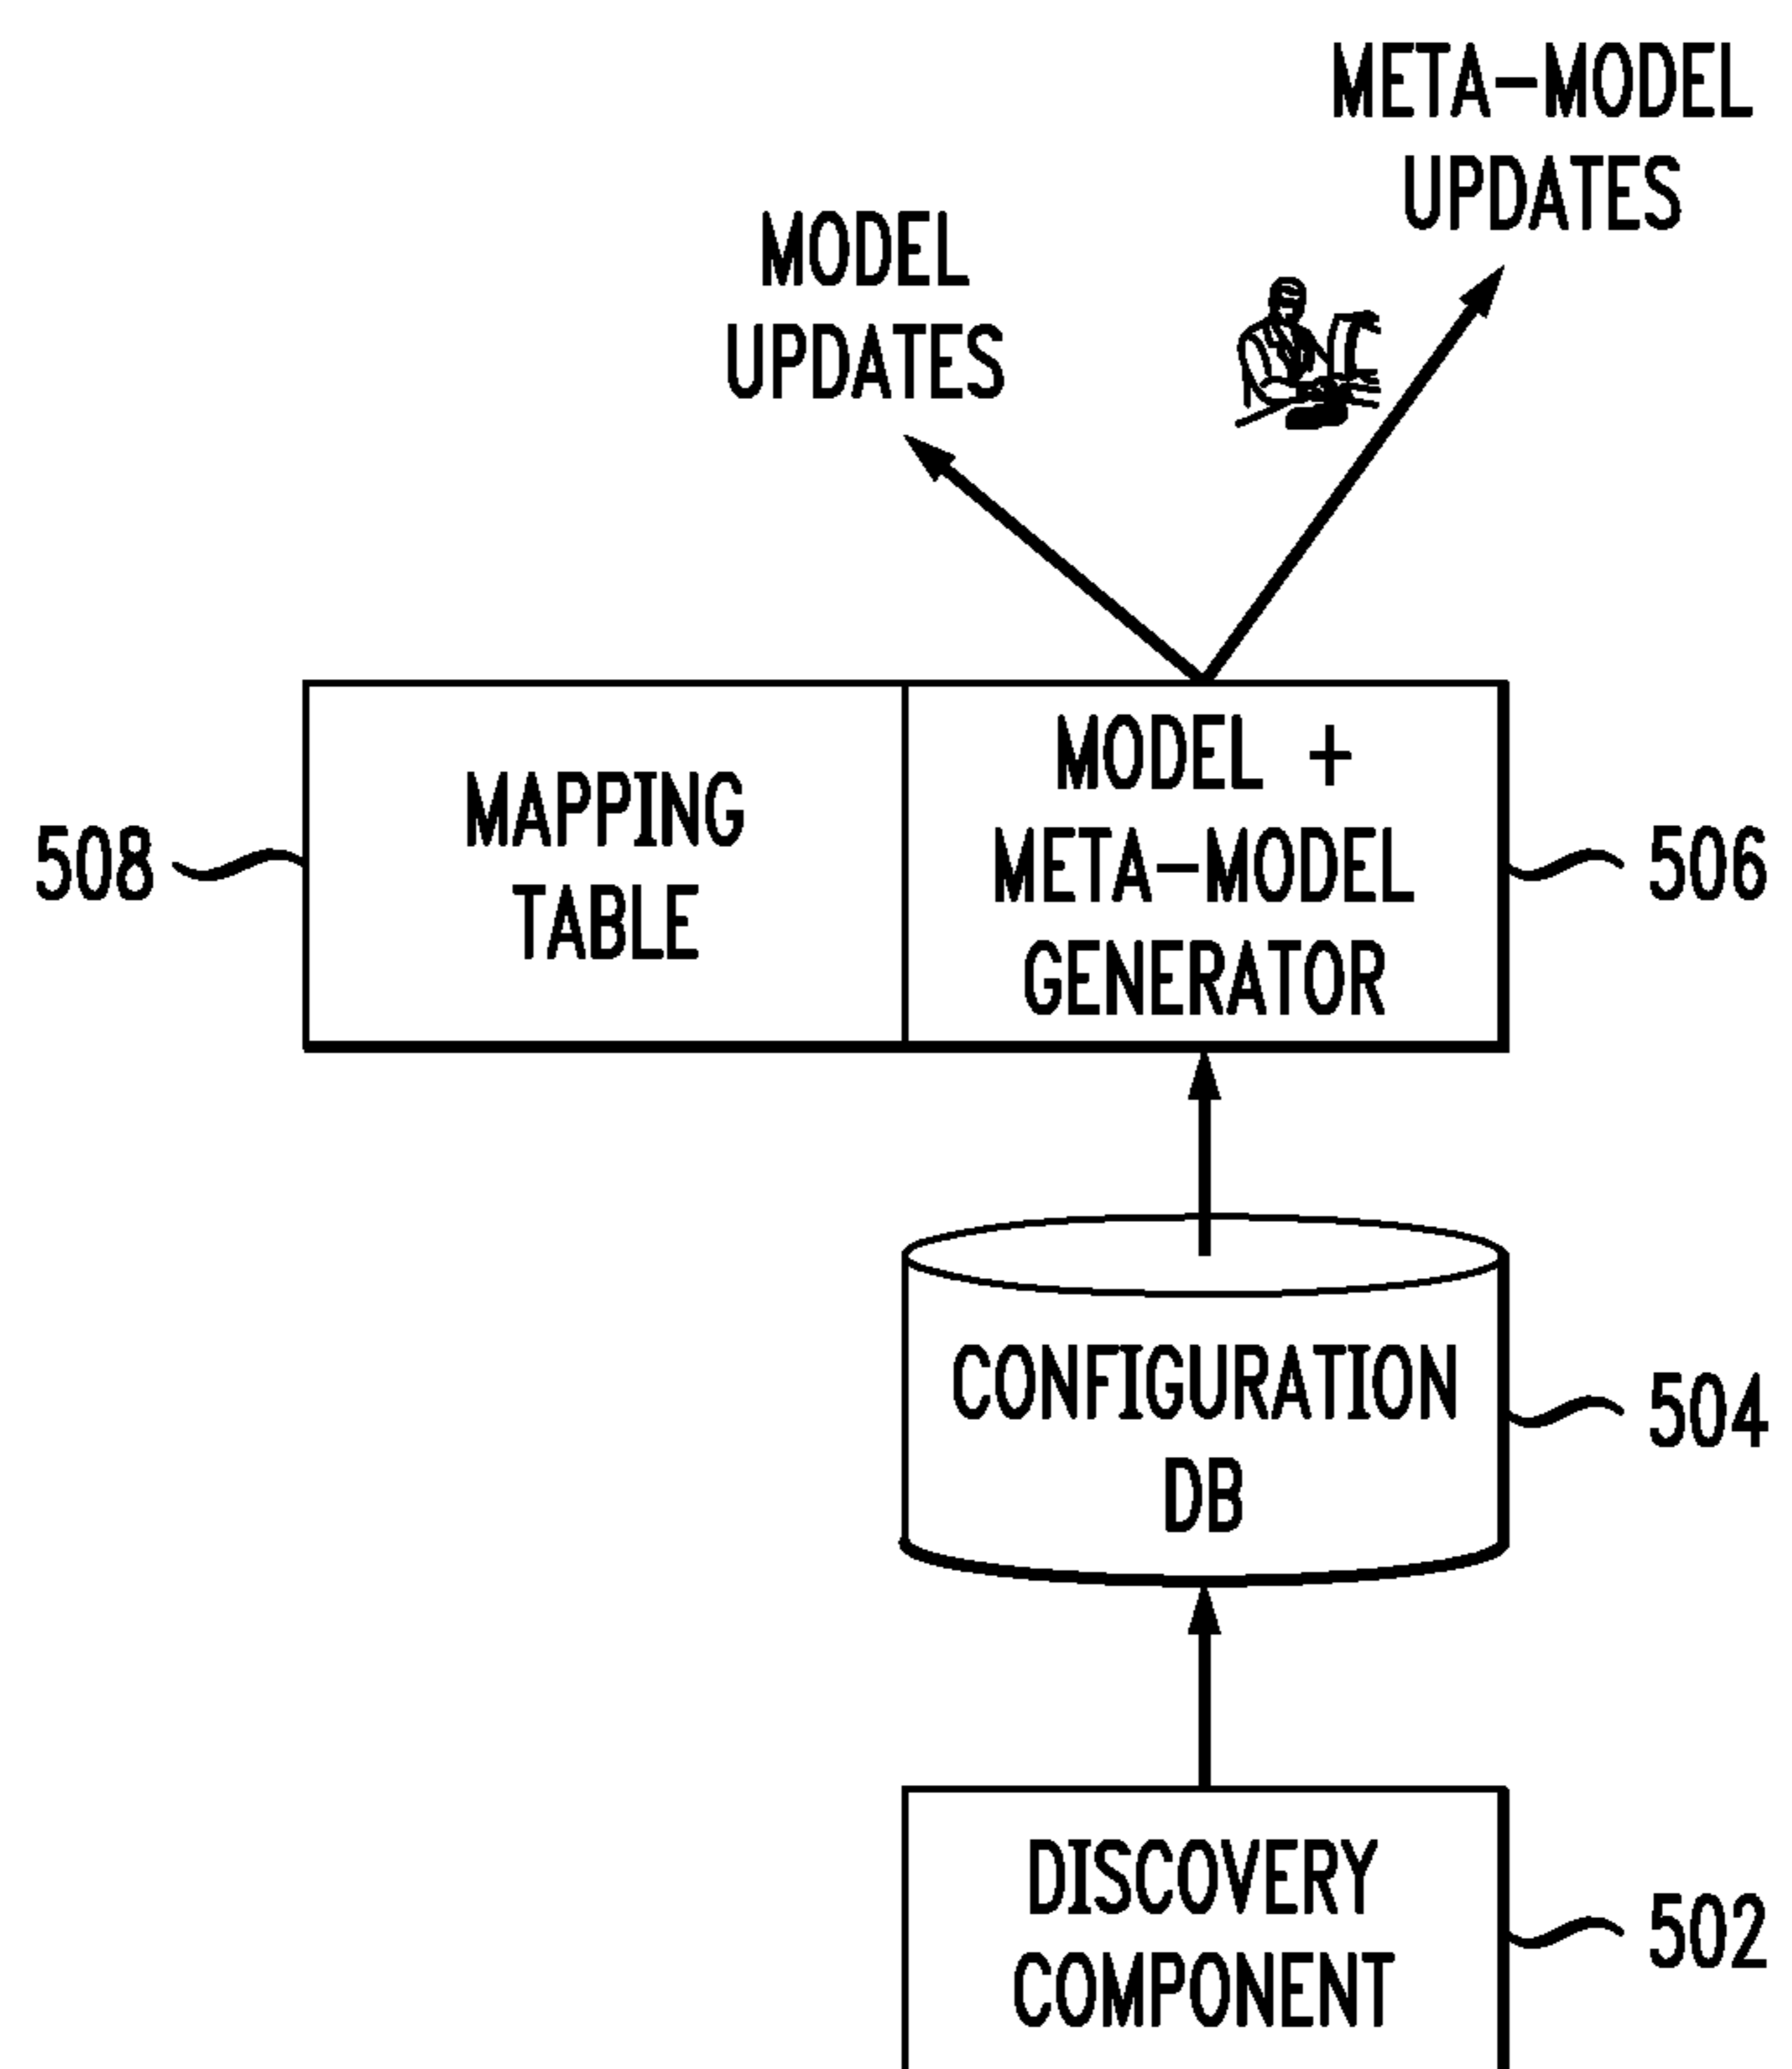 META-MODEL
UPDATES
MODEL
UPDATES
508
MAPPING
TABLE
MODEL +
META-MODEL
GENERATOR
506
CONFIGURATION
DB
504
DISCOVERY
COMPONENT
502